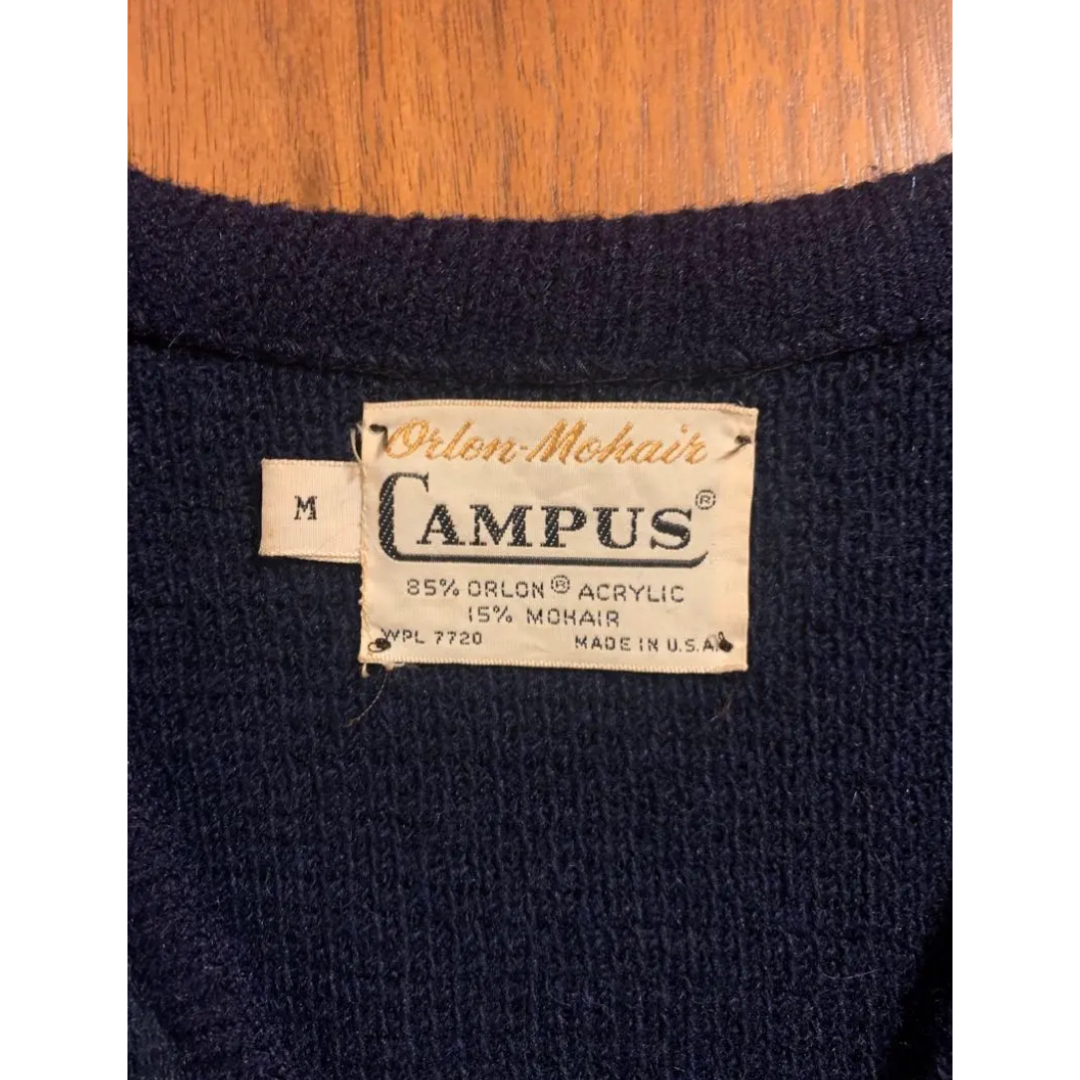 Orlon-Mohair
M
CAMPUS®
85% ORLON® ACRYLIC
15% MOHAIR
WPL 7720 MADE IN U.S.A.